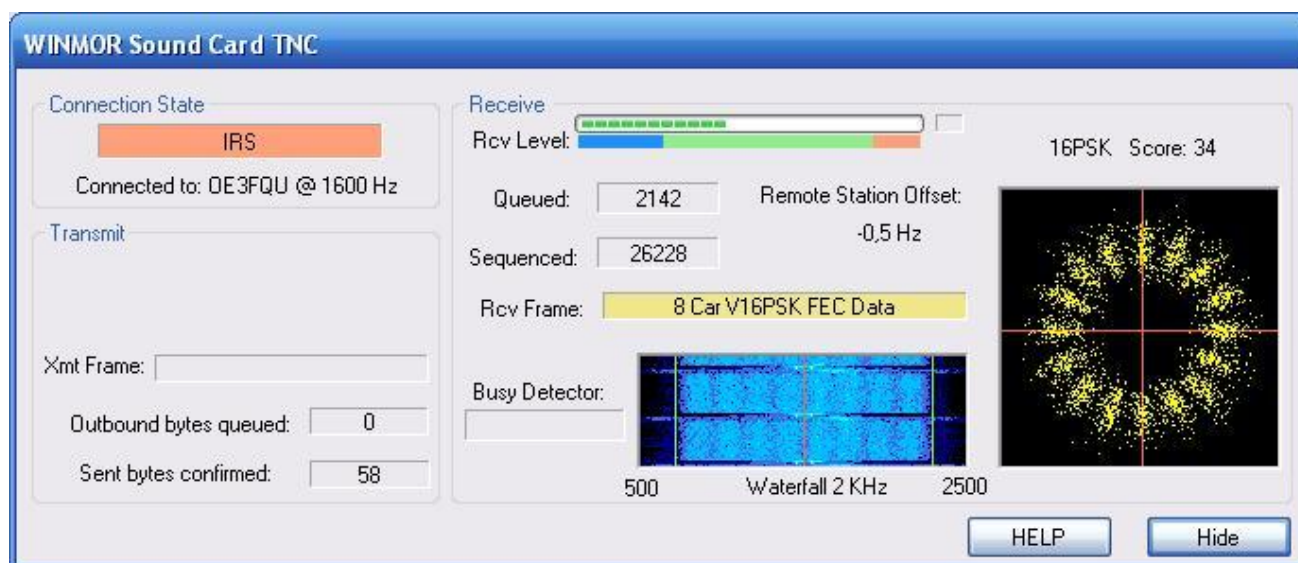 WINMOR Sound Card TNC
Connection State
IRS
Connected to: OE3FQU @ 1600 Hz
Transmit
Xmt Frame:
Outbound bytes queued: 0
Sent bytes confirmed: 58
Receive
Rcv Level:
Queued: 2142
Remote Station Offset:
-0,5 Hz
Sequenced: 26228
Rcv Frame: 8 Car V16PSK FEC Data
Busy Detector:
500 Waterfall 2 KHz 2500
16PSK Score: 34
HELP Hide